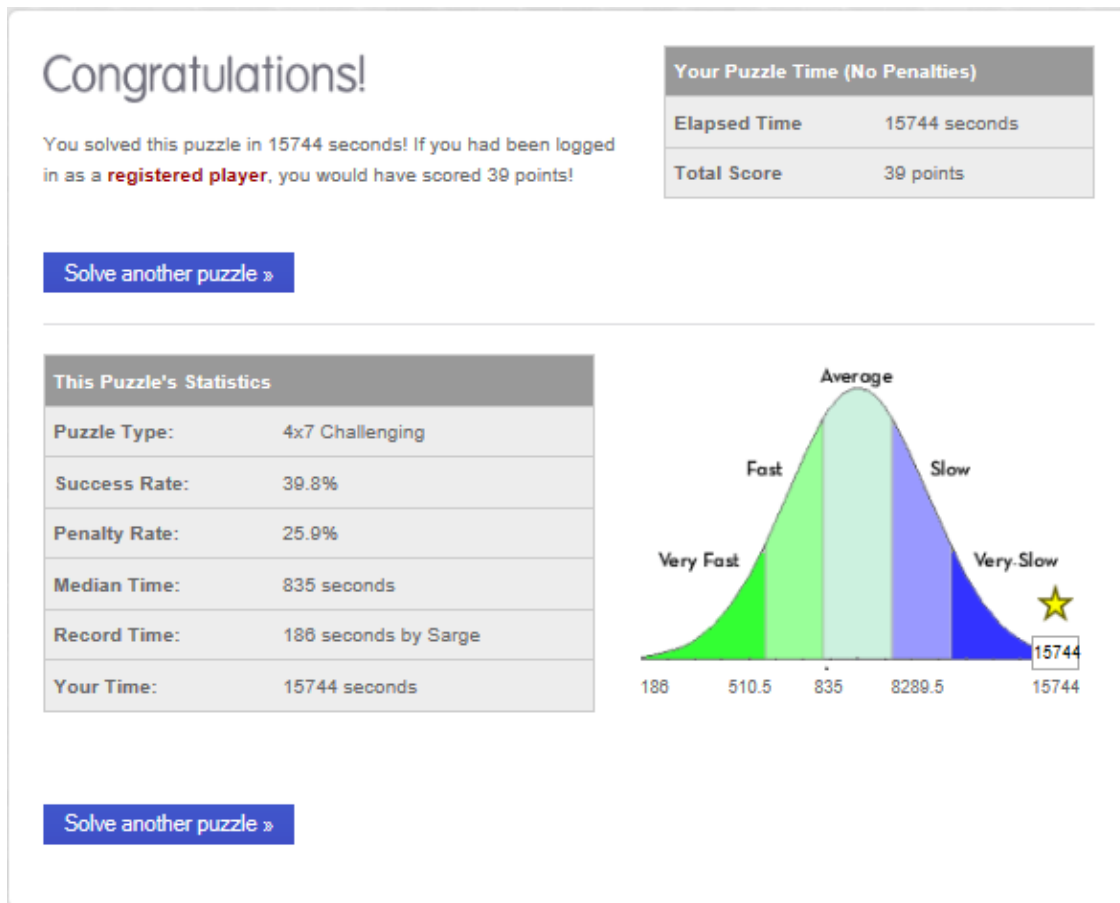 Congratulations!
You solved this puzzle in 15744 seconds! If you had been logged
in as a registered player, you would have scored 39 points!
Your Puzzle Time (No Penalties)
Elapsed Time 15744 seconds
Total Score 39 points
Solve another puzzle »
This Puzzle's Statistics
Puzzle Type: 4x7 Challenging
Success Rate: 39.8%
Penalty Rate: 25.9%
Median Time: 835 seconds
Record Time: 186 seconds by Sarge
Your Time: 15744 seconds
Average
Fast Slow
Very Fast Very Slow
15744
186 510.5 835 8289.5 15744
Solve another puzzle »